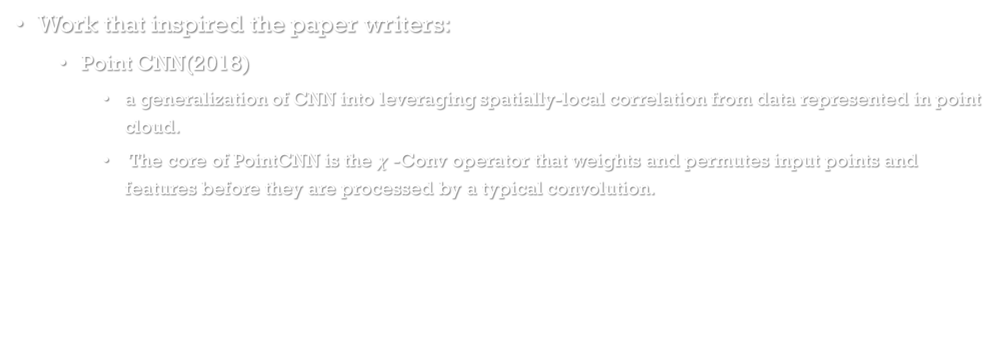 • Work that inspired the paper writers:
• Point CNN(2018)
• a generalization of CNN into leveraging spatially-local correlation from data represented in point
cloud.
• The core of PointCNN is the χ -Conv operator that weights and permutes input points and
features before they are processed by a typical convolution.